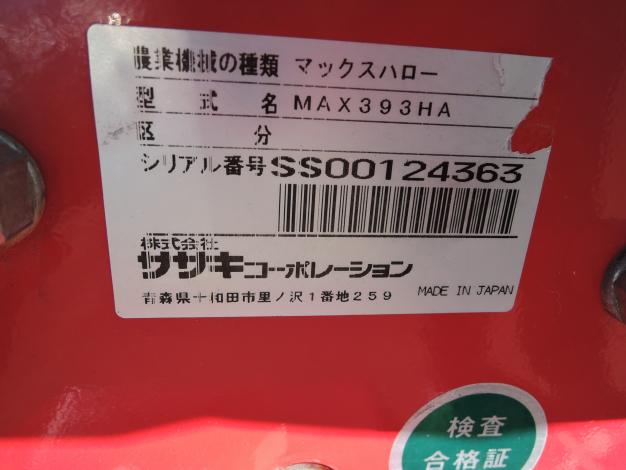 農業機械の種類 マックスハロー
型式名 MAX393HA
区分
シリアル番号 SS00124363
株式会社
ササキコーポレーション
青森県十和田市里ノ沢1番地259 MADE IN JAPAN
検査
合格証